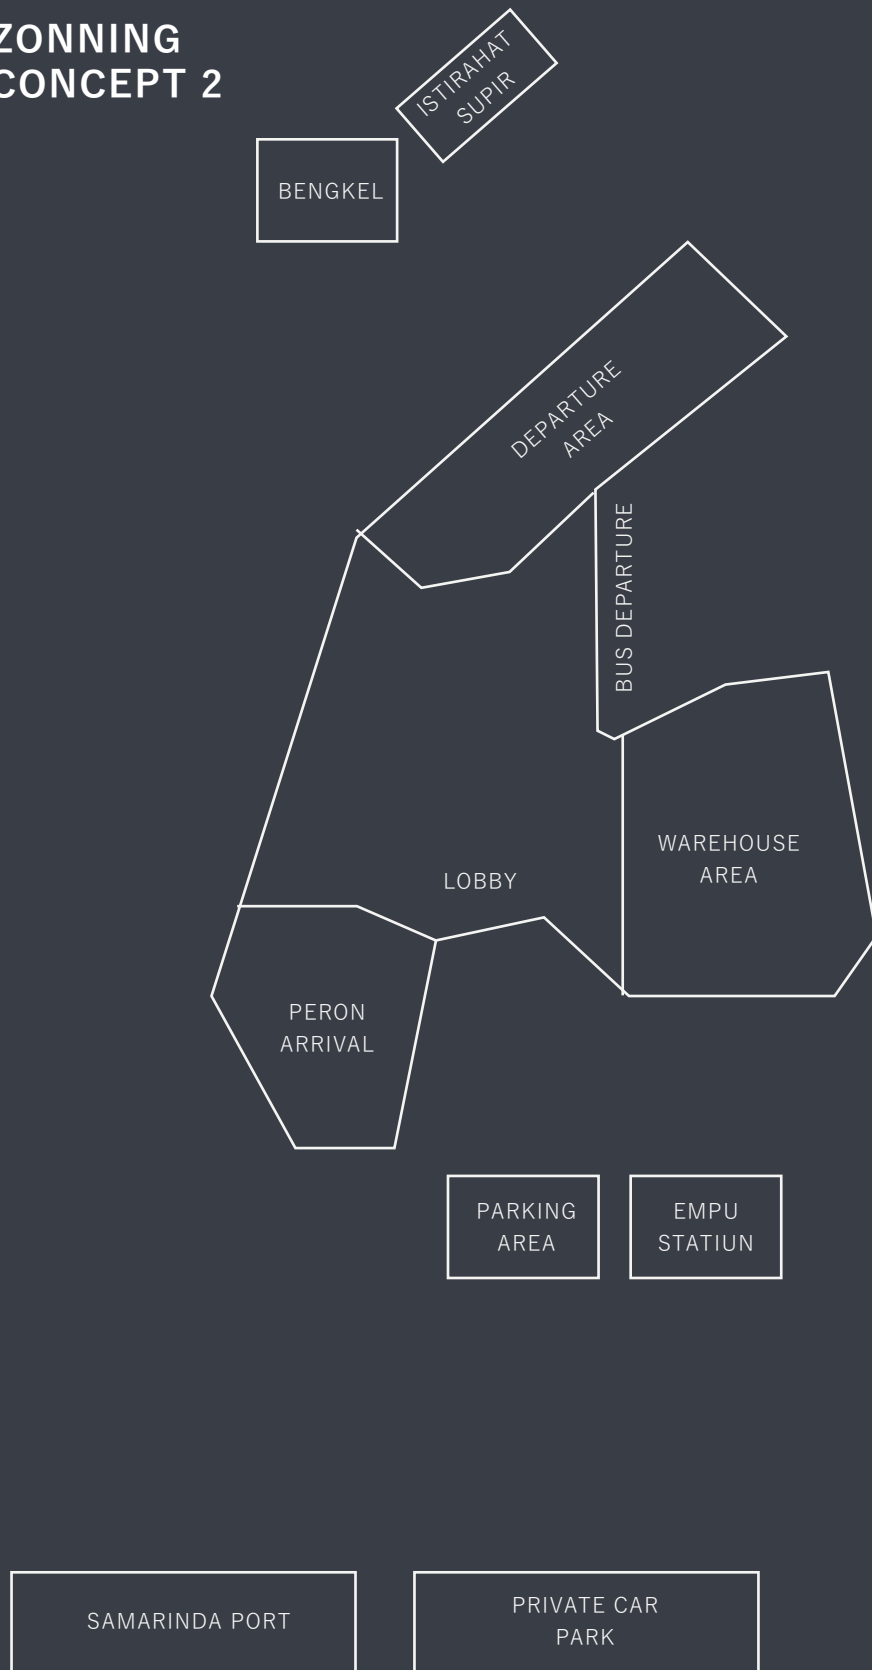 ZONNING
CONCEPT 2
ISTIRAHAT
SUPIR
BENGKEL
DEPARTURE
AREA
BUS DEPARTURE
WAREHOUSE
AREA
LOBBY
PERON
ARRIVAL
PARKING
AREA
EMPU
STATIUN
SAMARINDA PORT
PRIVATE CAR
PARK